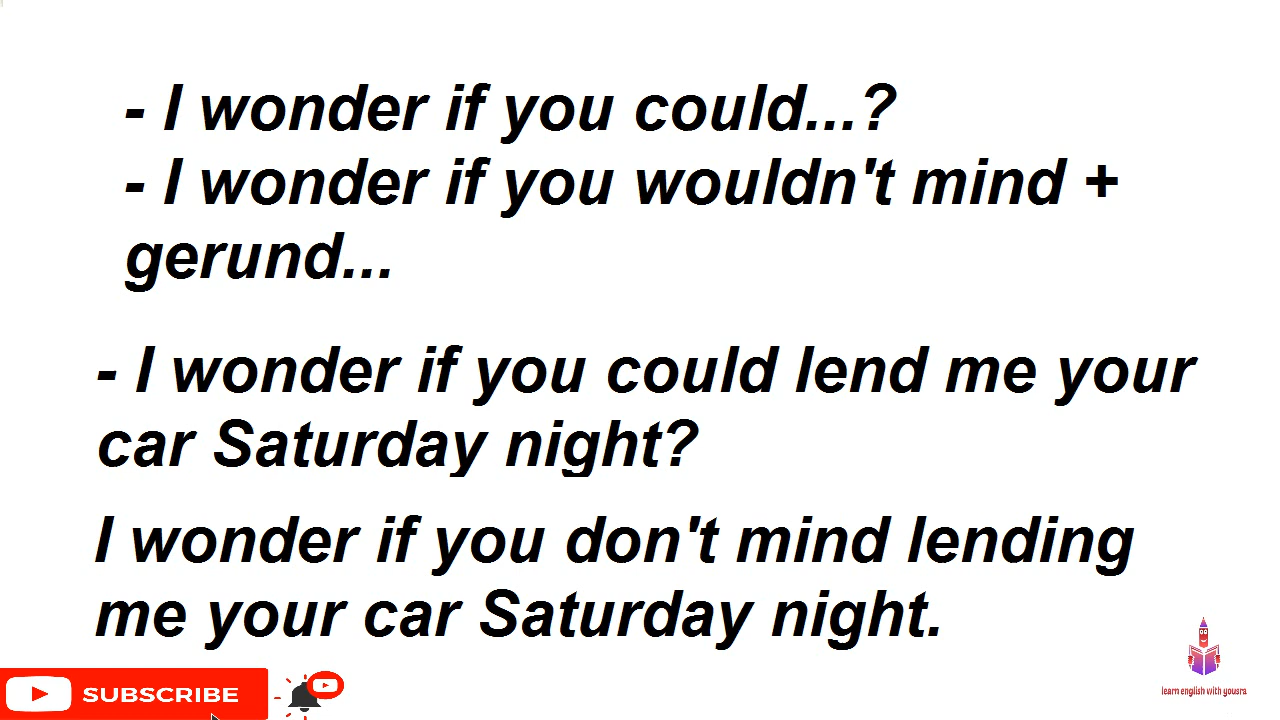 - I wonder if you could...?
- I wonder if you wouldn't mind +
gerund...
- I wonder if you could lend me your
car Saturday night?
I wonder if you don't mind lending
me your car Saturday night.
SUBSCRIBE
learn english with yousra